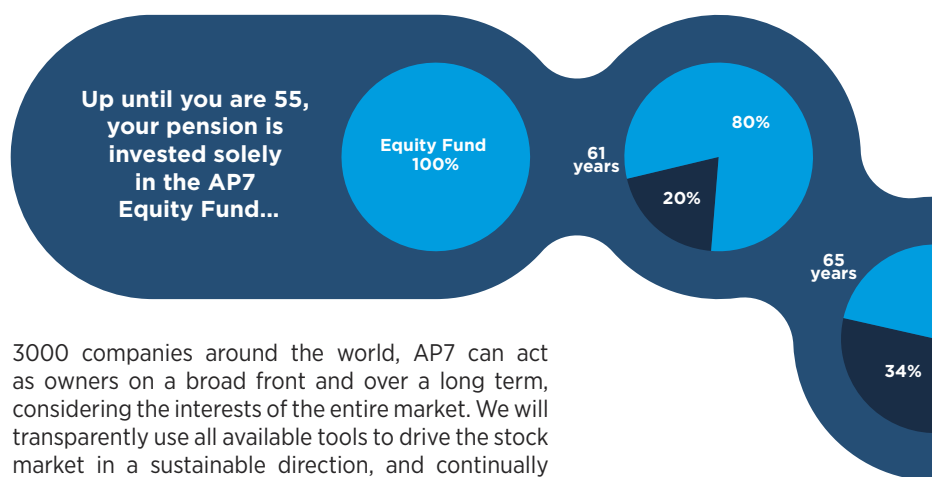 Up until you are 55,
your pension is
invested solely
in the AP7
Equity Fund...
Equity Fund
100%
61
years
80%
20%
65
years
34%
3000 companies around the world, AP7 can act
as owners on a broad front and over a long term,
considering the interests of the entire market. We will
transparently use all available tools to drive the stock
market in a sustainable direction, and continually